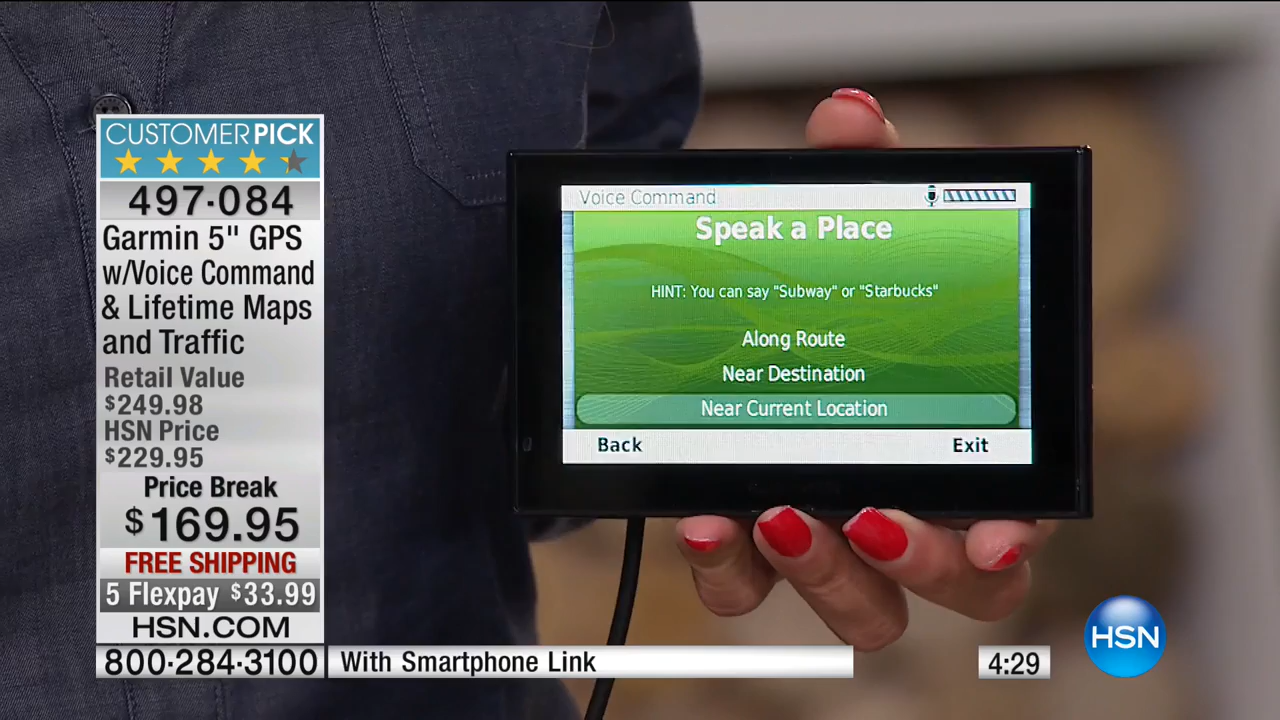 CUSTOMERPICK
497·084
Garmin 5" GPS
w/Voice Command
& Lifetime Maps
and Traffic
Retail Value
$249.98
HSN Price
$229.95
Price Break
$169.95
FREE SHIPPING
5 Flexpay $33.99
HSN.COM
800·284·3100
With Smartphone Link
4:29
HSN
Voice Command
Speak a Place
HINT: You can say "Subway" or "Starbucks"
Along Route
Near Destination
Near Current Location
Back
Exit